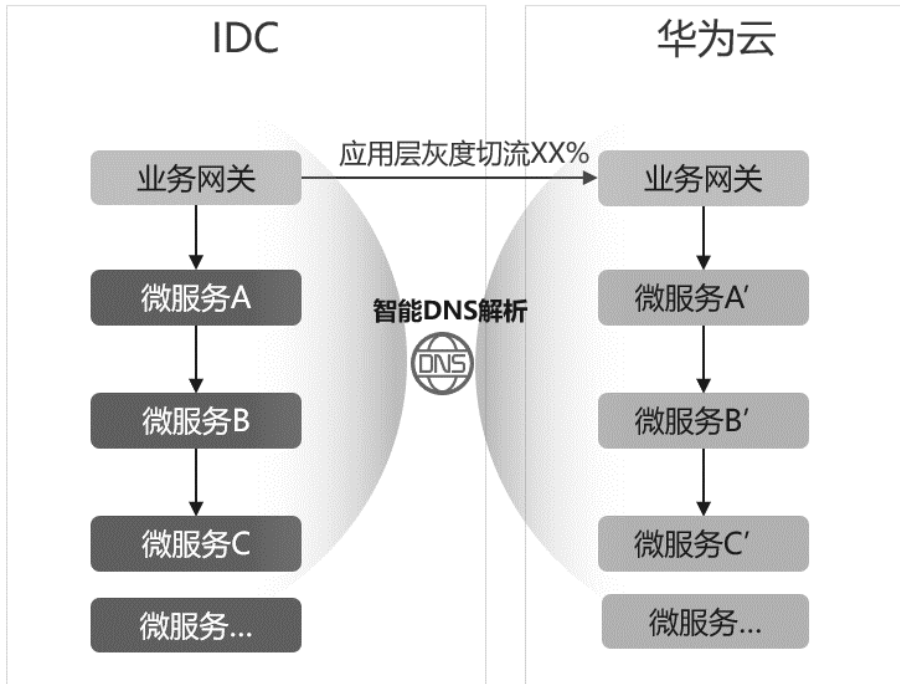 IDC
华为云
应用层灰度切流XX%
业务网关
业务网关
微服务A
微服务A′
智能DNS解析
DNS
微服务B
微服务B′
微服务C
微服务C′
微服务...
微服务...